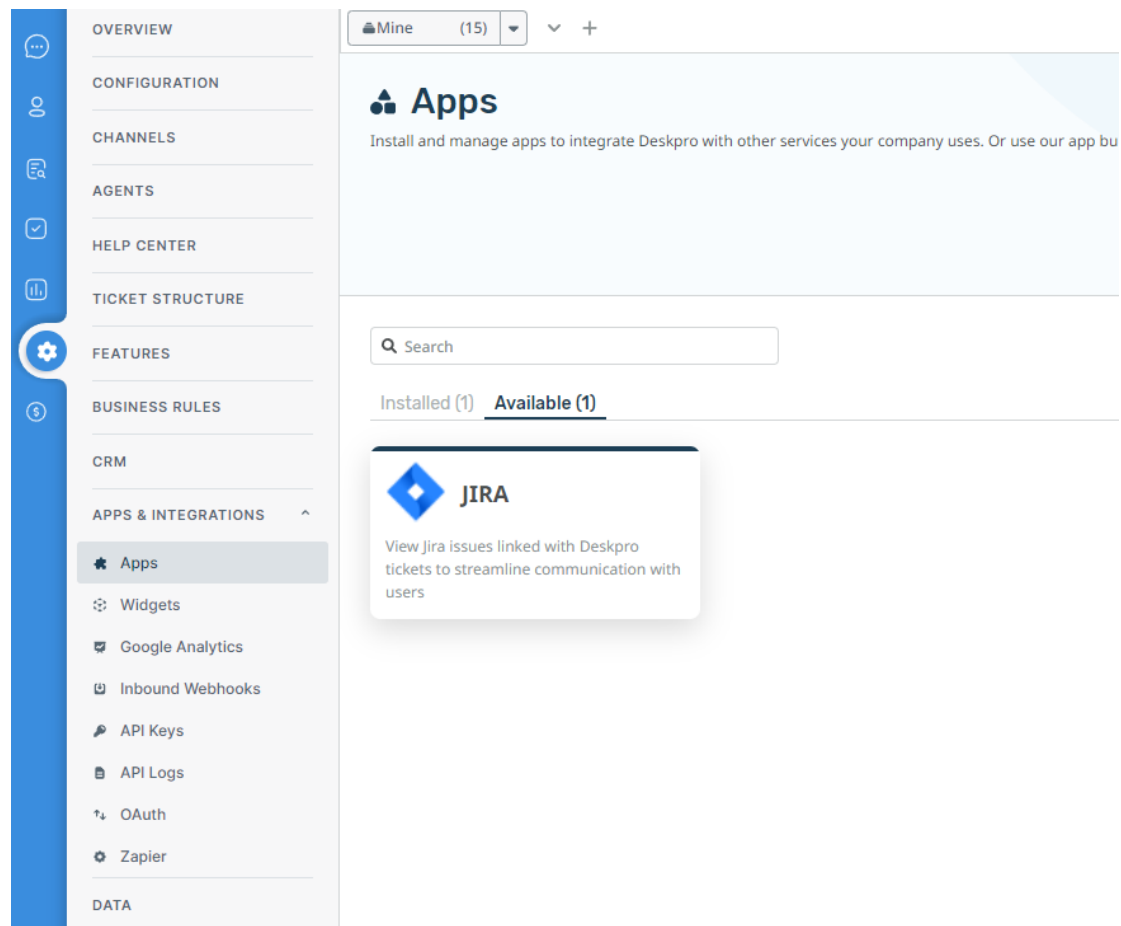 OVERVIEW
CONFIGURATION
CHANNELS
AGENTS
HELP CENTER
TICKET STRUCTURE
FEATURES
BUSINESS RULES
CRM
APPS & INTEGRATIONS
Apps
Widgets
Google Analytics
Inbound Webhooks
API Keys
API Logs
OAuth
Zapier
DATA
Mine (15)
Apps
Install and manage apps to integrate Deskpro with other services your company uses. Or use our app bu
Search
Installed (1) Available (1)
JIRA
View Jira issues linked with Deskpro
tickets to streamline communication with
users